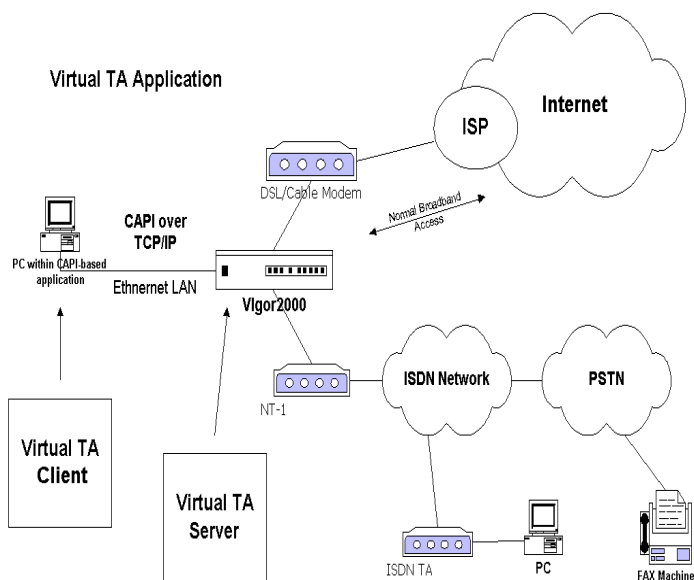 Virtual TA Application
Internet
ISP
DSL/Cable Modem
Normal Broadband
Access
CAPI over
TCP/IP
PC within CAPI-based
application
Ethnernet LAN
VIgor2000
ISDN Network
PSTN
NT-1
Virtual TA
Client
Virtual TA
Server
ISDN TA
PC
FAX Machine